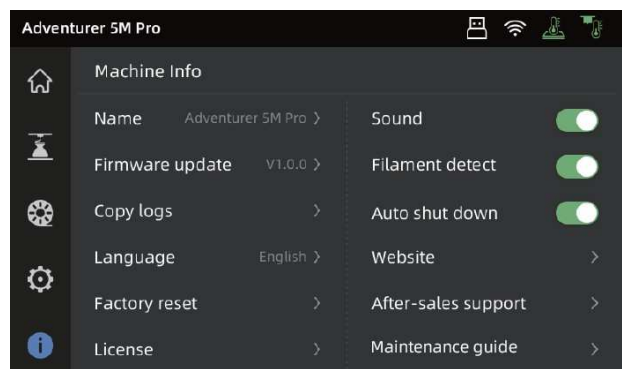 Adventurer 5M Pro
Machine Info
Name Adventurer 5M Pro >
Firmware update V1.0.0 >
Copy logs >
Language English >
Factory reset >
License >
Sound
Filament detect
Auto shut down
Website >
After-sales support >
Maintenance guide >